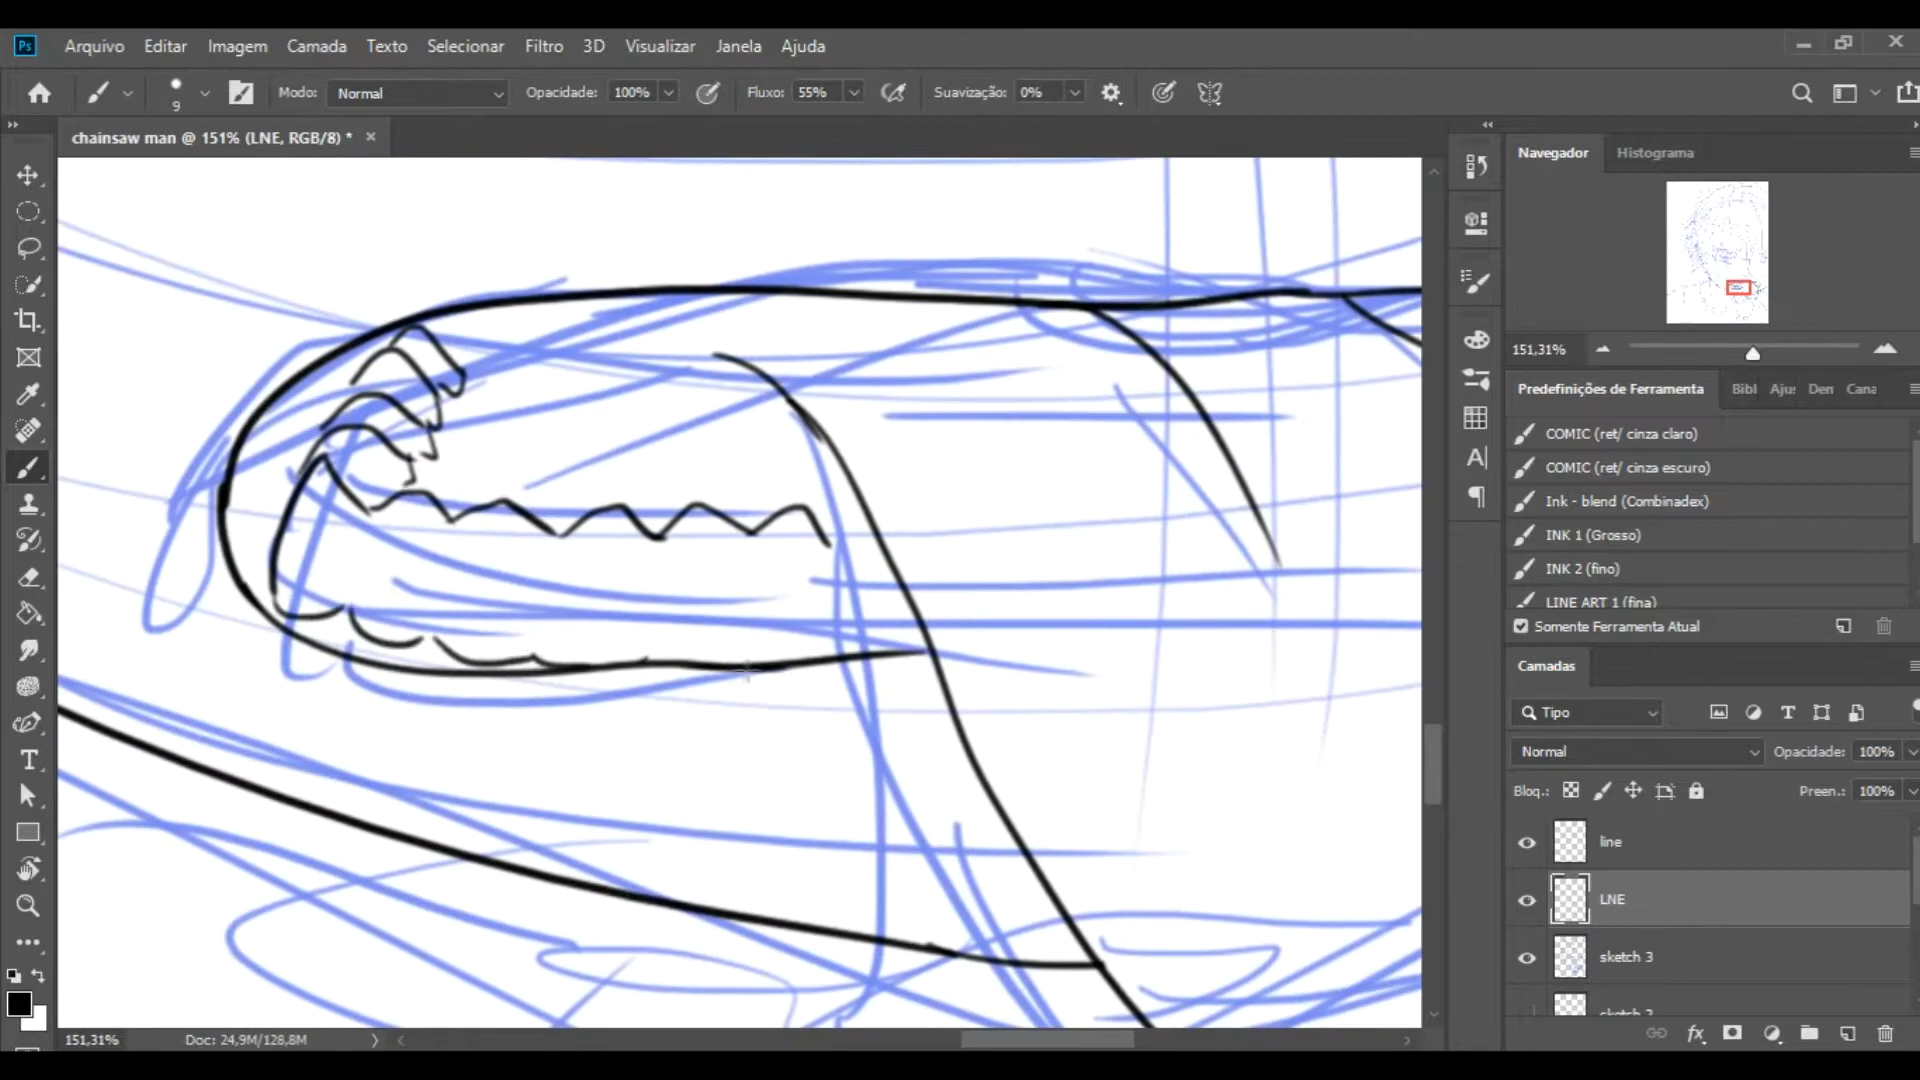 Ps Arquivo Editar Imagem Camada Texto Selecionar Filtro 3D Visualizar Janela Ajuda
9 Modo: Normal Opacidade: 100% Fluxo: 55% Suavização: 0%
chainsaw man @ 151% (LNE, RGB/8) *
Navegador Histograma
151,31%
Predefinições de Ferramenta Bibl Aju: Den Cana
COMIC (ret/ cinza claro)
COMIC (ret/ cinza escuro)
Ink - blend (Combinadex)
INK 1 (Grosso)
INK 2 (fino)
LINE ART 1 (fina)
Somente Ferramenta Atual
Camadas
Tipo
Normal Opacidade: 100%
Bloq.: Preen.: 100%
line
LNE
sketch 3
151,31% Doc: 24,9M/128,8M